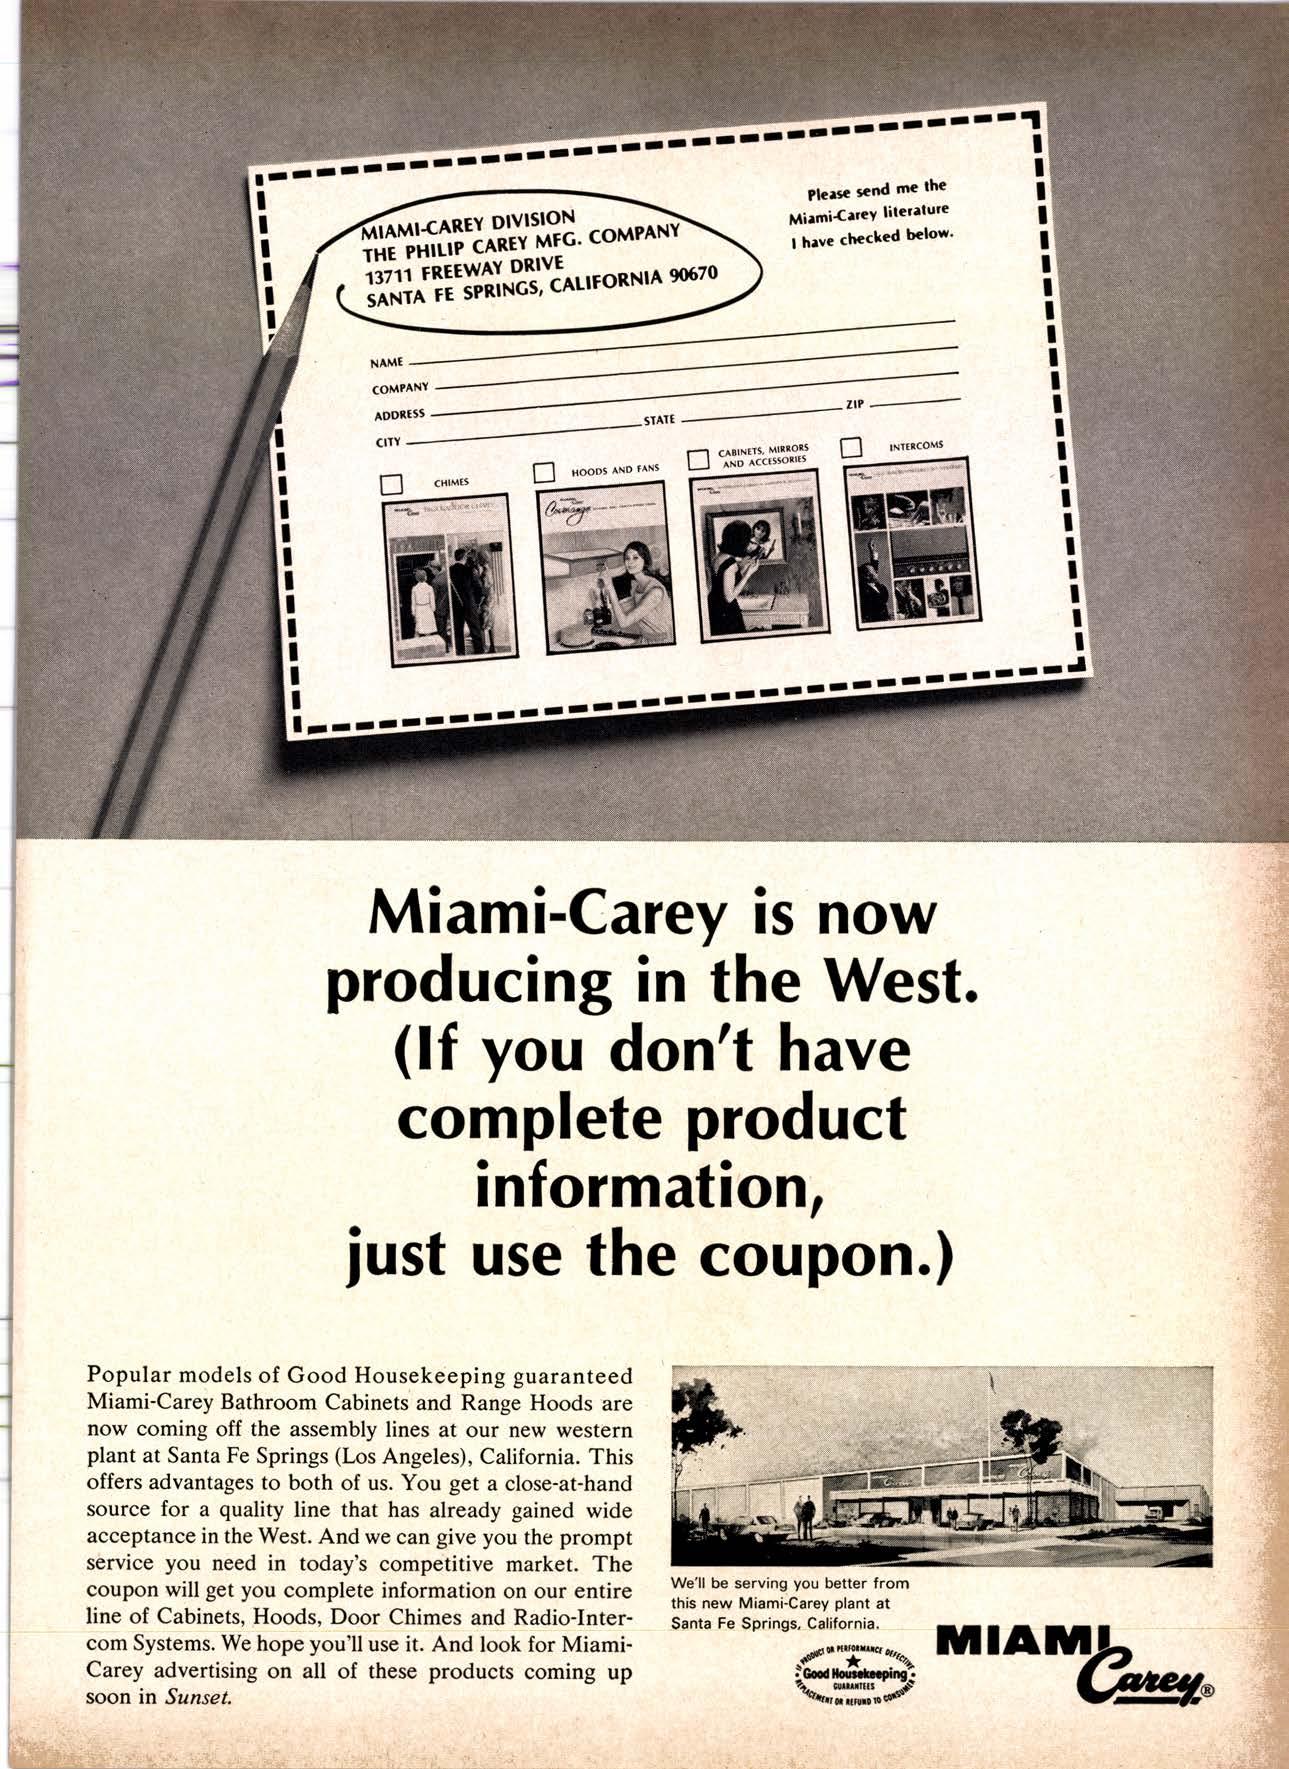 MIAMI-CAREY DIVISION
THE PHILIP CAREY MFG. COMPANY
13711 FREEWAY DRIVE
SANTA FE SPRINGS, CALIFORNIA 90670
Please send me the
Miami-Carey literature
I have checked below.
NAME
COMPANY
ADDRESS
CITY STATE ZIP
CHIMES
HOODS AND FANS
CABINETS, MIRRORS
AND ACCESSORIES
INTERCOMS
Miami-Carey is now
producing in the West.
(If you don't have
complete product
information,
just use the coupon.)
Popular models of Good Housekeeping guaranteed
Miami-Carey Bathroom Cabinets and Range Hoods are
now coming off the assembly lines at our new western
plant at Santa Fe Springs (Los Angeles), California. This
offers advantages to both of us. You get a close-at-hand
source for a quality line that has already gained wide
acceptance in the West. And we can give you the prompt
service you need in today's competitive market. The
coupon will get you complete information on our entire
line of Cabinets, Hoods, Door Chimes and Radio-Inter-
com Systems. We hope you'll use it. And look for Miami-
Carey advertising on all of these products coming up
soon in Sunset.
We'll be serving you better from
this new Miami-Carey plant at
Santa Fe Springs, California.
IF PRODUCT OR PERFORMANCE DEFECTIVE
Good Housekeeping
GUARANTEES
REPLACEMENT OR REFUND TO CONSUMER
MIAMI
Carey®